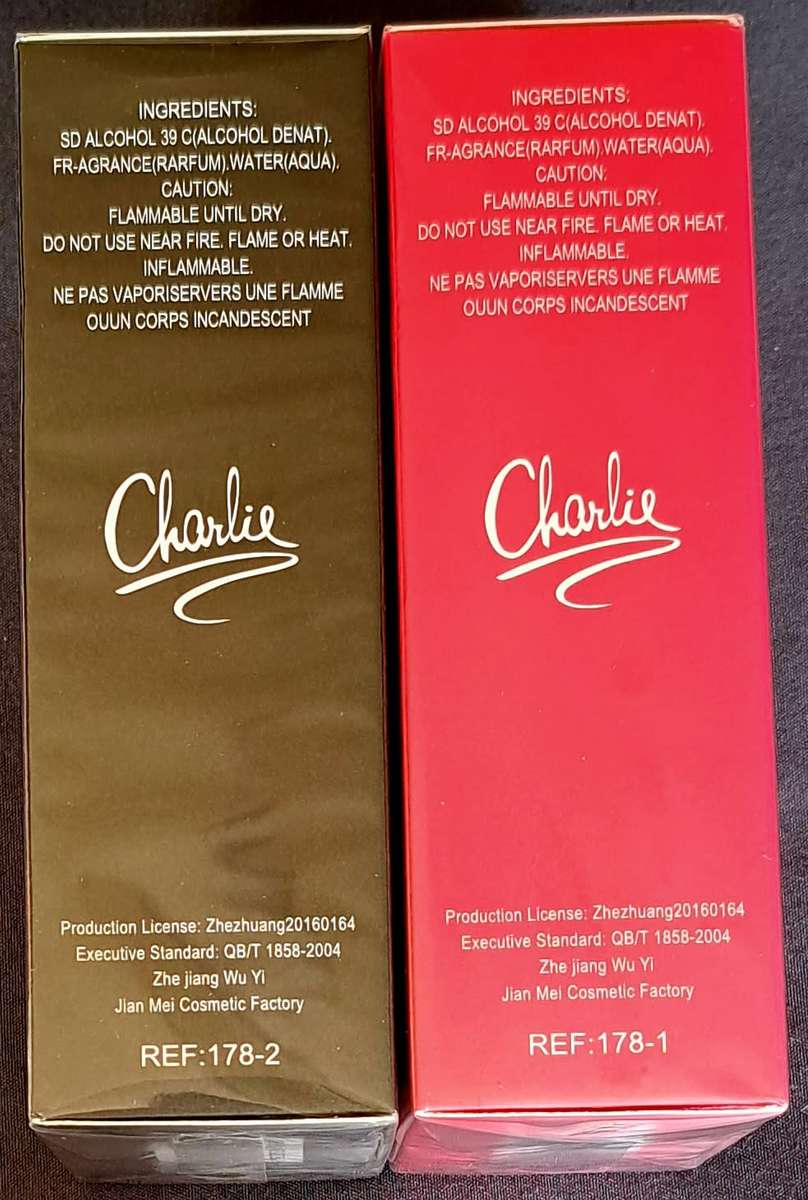 INGREDIENTS:
SD ALCOHOL 39 C(ALCOHOL DENAT).
FR-AGRANCE(RARFUM).WATER(AQUA).
CAUTION:
FLAMMABLE UNTIL DRY.
DO NOT USE NEAR FIRE. FLAME OR HEAT.
INFLAMMABLE.
NE PAS VAPORISERVERS UNE FLAMME
OUUN CORPS INCANDESCENT
Charlie
Production License: Zhezhuang20160164
Executive Standard: QB/T 1858-2004
Zhe jiang Wu Yi
Jian Mei Cosmetic Factory
REF:178-2
INGREDIENTS:
SD ALCOHOL 39 C(ALCOHOL DENAT).
FR-AGRANCE(RARFUM).WATER(AQUA).
CAUTION:
FLAMMABLE UNTIL DRY.
DO NOT USE NEAR FIRE. FLAME OR HEAT.
INFLAMMABLE.
NE PAS VAPORISERVERS UNE FLAMME
OUUN CORPS INCANDESCENT
Charlie
Production License: Zhezhuang20160164
Executive Standard: QB/T 1858-2004
Zhe jiang Wu Yi
Jian Mei Cosmetic Factory
REF:178-1